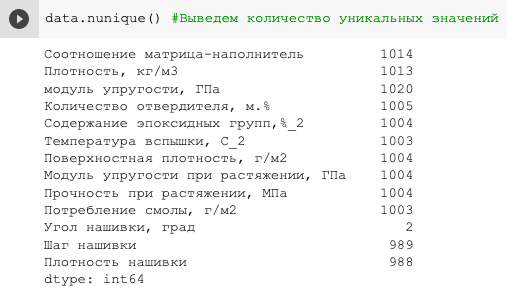 data.nunique() #Выведем количество уникальных значений
Соотношение матрица-наполнитель 1014
Плотность, кг/м3 1013
модуль упругости, ГПа 1020
Количество отвердителя, м.% 1005
Содержание эпоксидных групп,%_2 1004
Температура вспышки, С_2 1003
Поверхностная плотность, г/м2 1004
Модуль упругости при растяжении, ГПа 1004
Прочность при растяжении, МПа 1004
Потребление смолы, г/м2 1003
Угол нашивки, град 2
Шаг нашивки 989
Плотность нашивки 988
dtype: int64